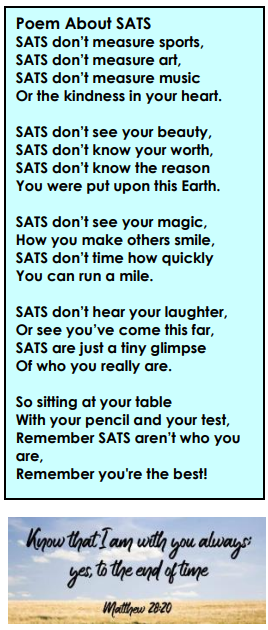 Poem About SATS
SATS don't measure sports,
SATS don't measure art,
SATS don't measure music
Or the kindness in your heart.
SATS don't see your beauty,
SATS don't know your worth,
SATS don't know the reason
You were put upon this Earth.
SATS don't see your magic,
How you make others smile,
SATS don't time how quickly
You can run a mile.
SATS don't hear your laughter,
Or see you've come this far,
SATS are just a tiny glimpse
Of who you really are.
So sitting at your table
With your pencil and your test,
Remember SATS aren't who you
are,
Remember you're the best!
Know that I am with you always;
yes, to the end of time
Matthew 28:20